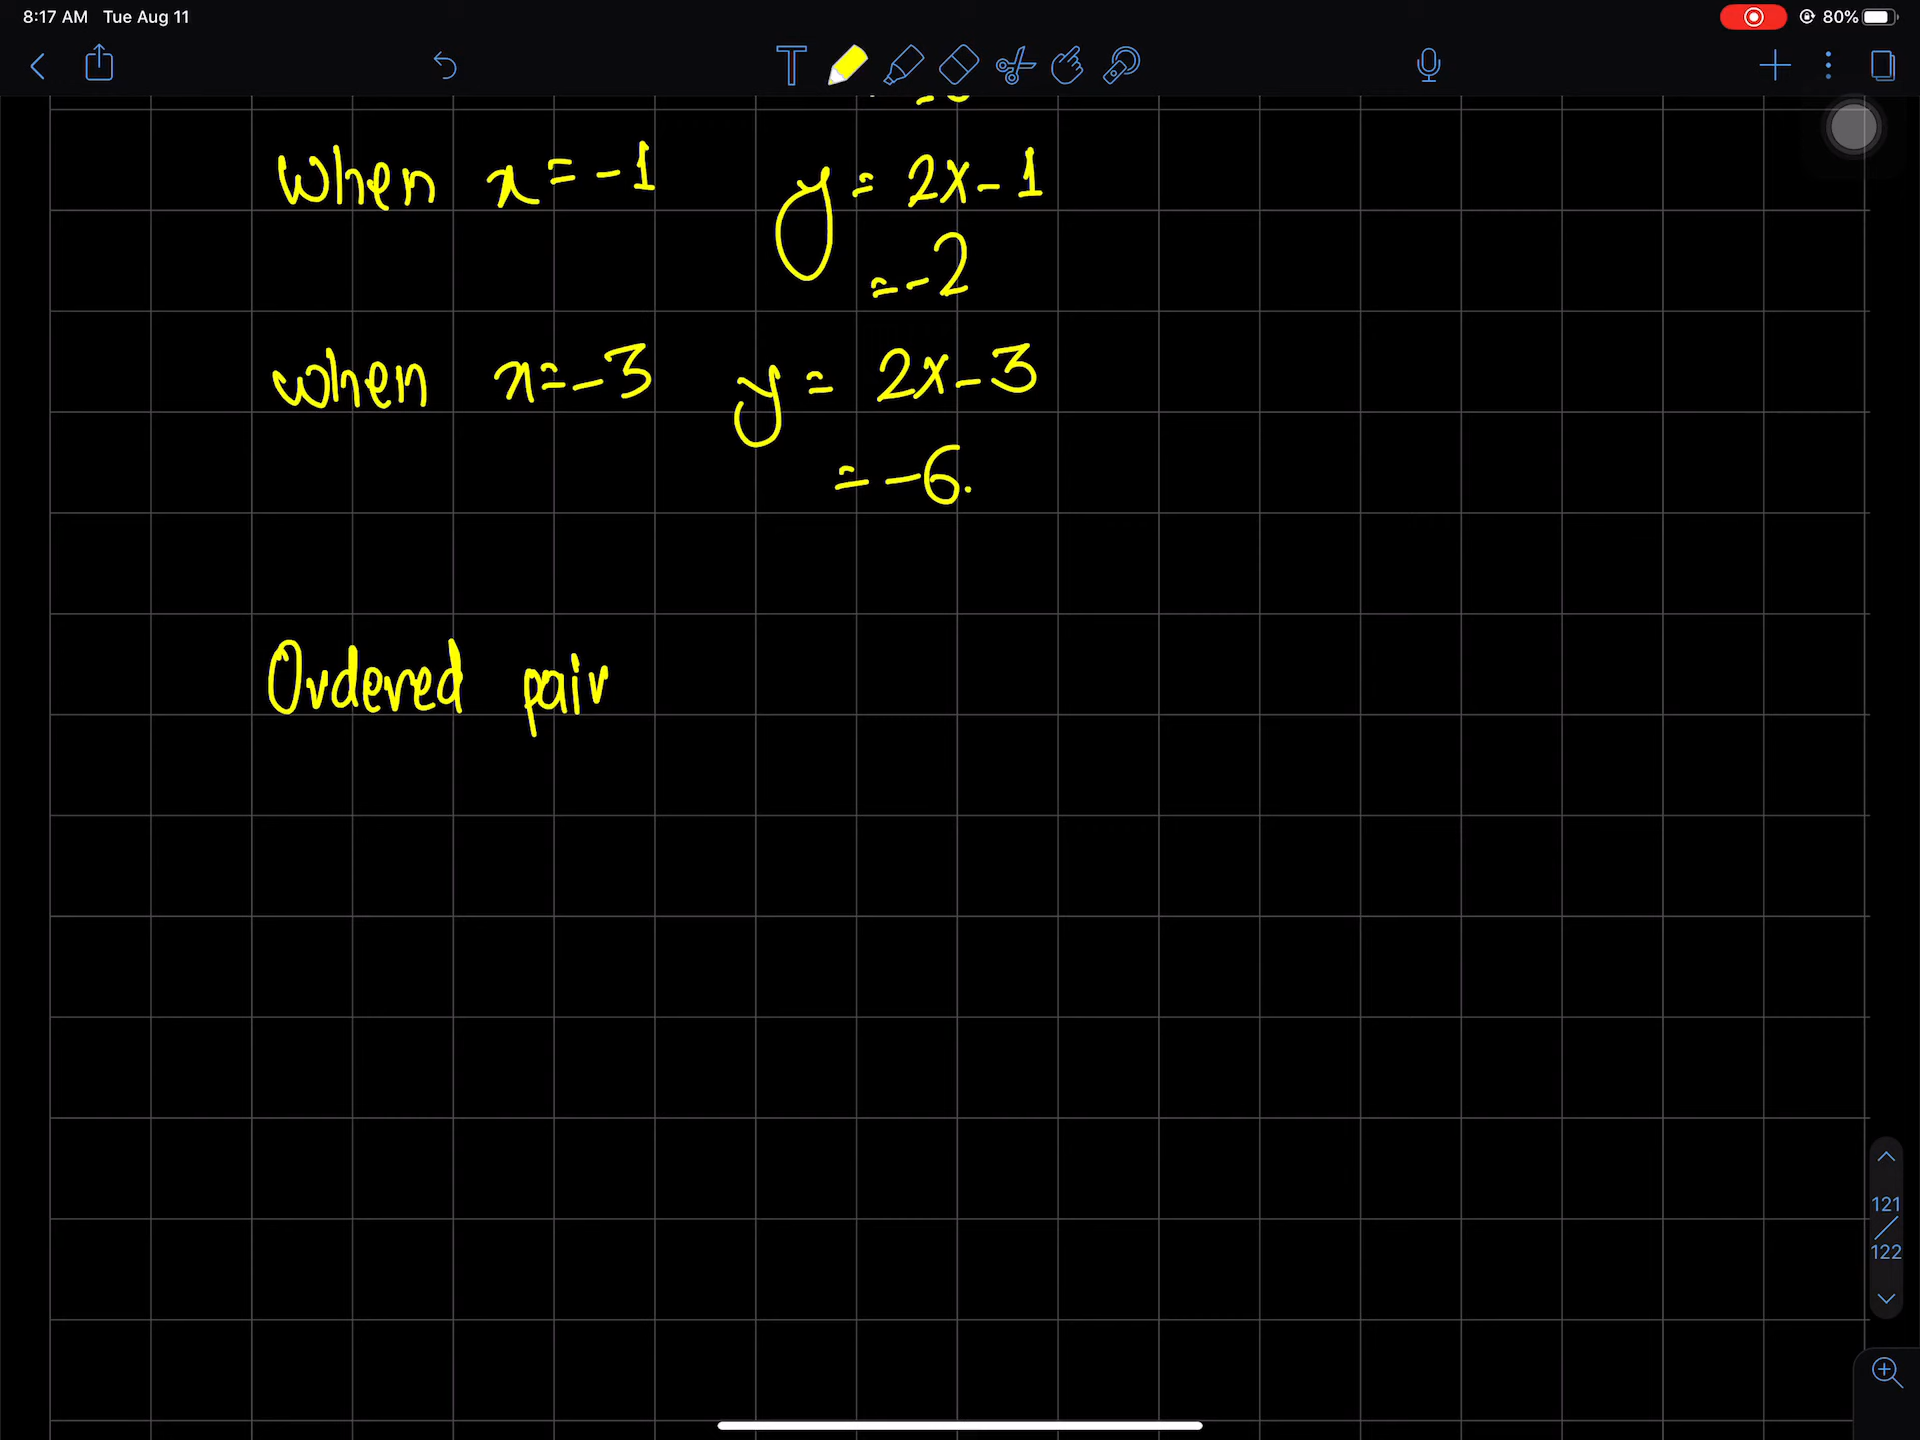 8:17 AM Tue Aug 11 80%
When x = -1 y = 2x-1
= -2
when x = -3 y = 2x-3
= -6.
Ordered pair
121
122